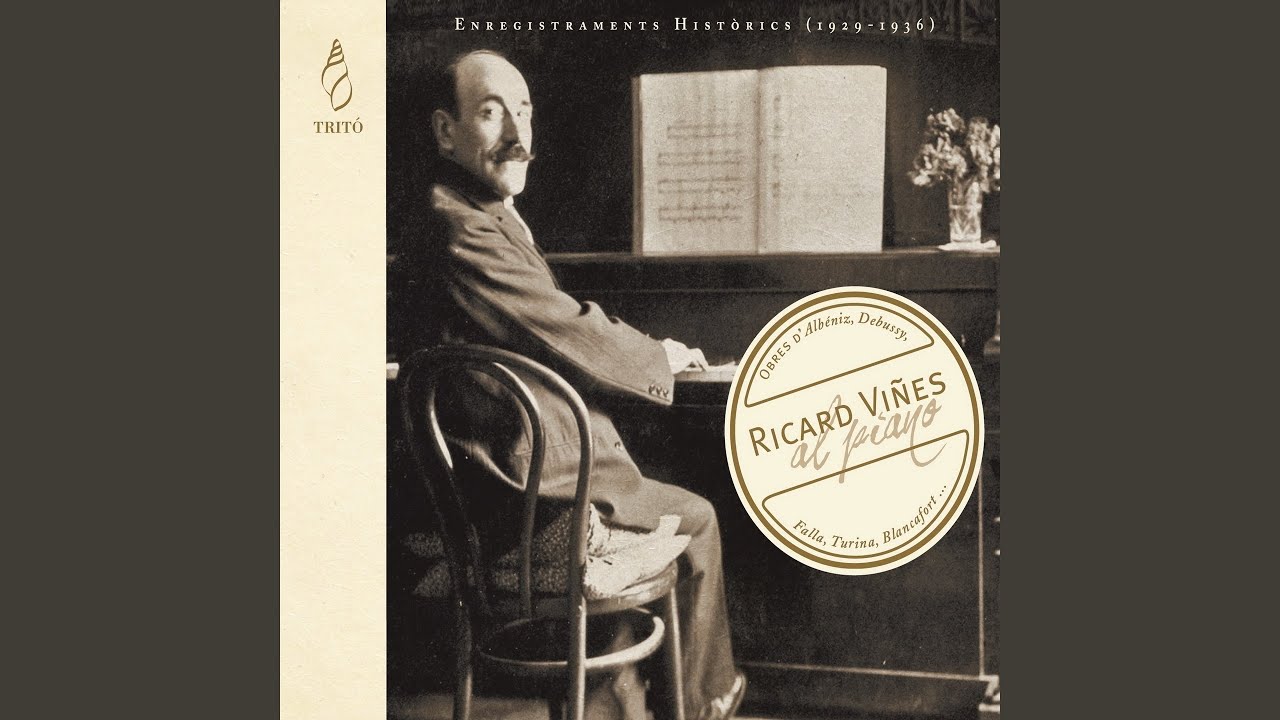 ENREGISTRAMENTS HISTÒRICS (1929-1936)
TRITÓ
OBRES D'Albéniz, Debussy,
RICARD VIÑES
al piano
Falla, Turina, Blancafort ...